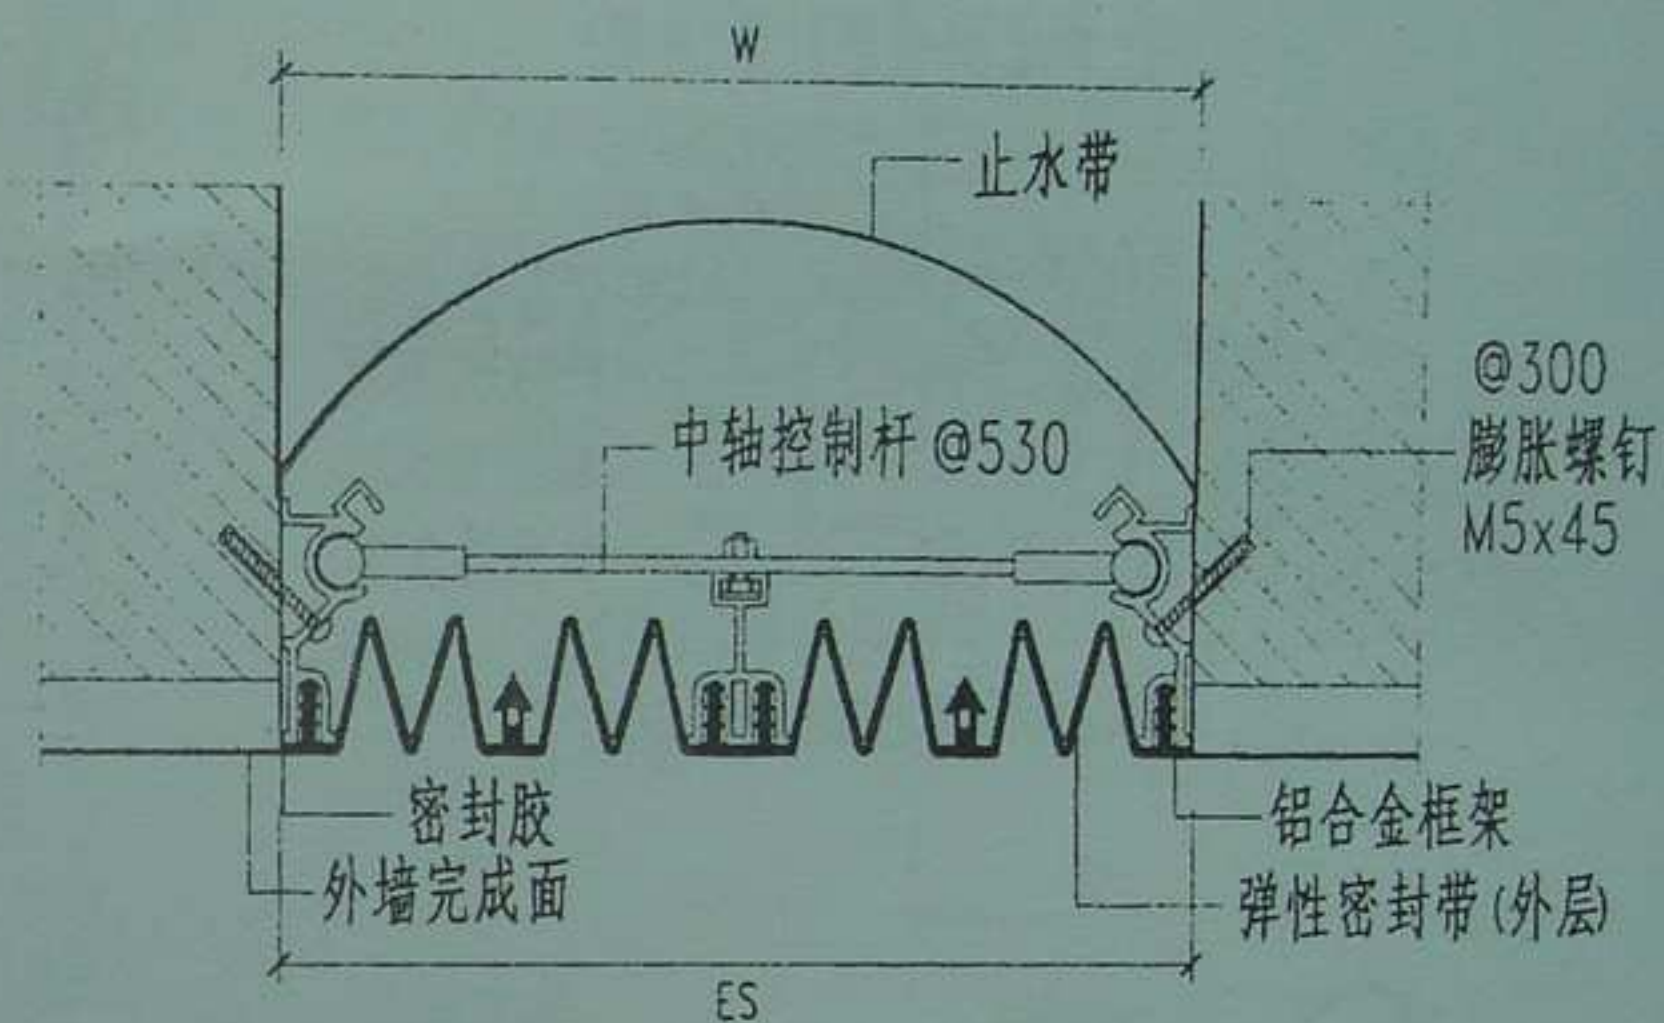 W
止水带
@300
膨胀螺钉
M5x45
中轴控制杆 @530
密封胶
外墙完成面
铝合金框架
弹性密封带(外层)
ES